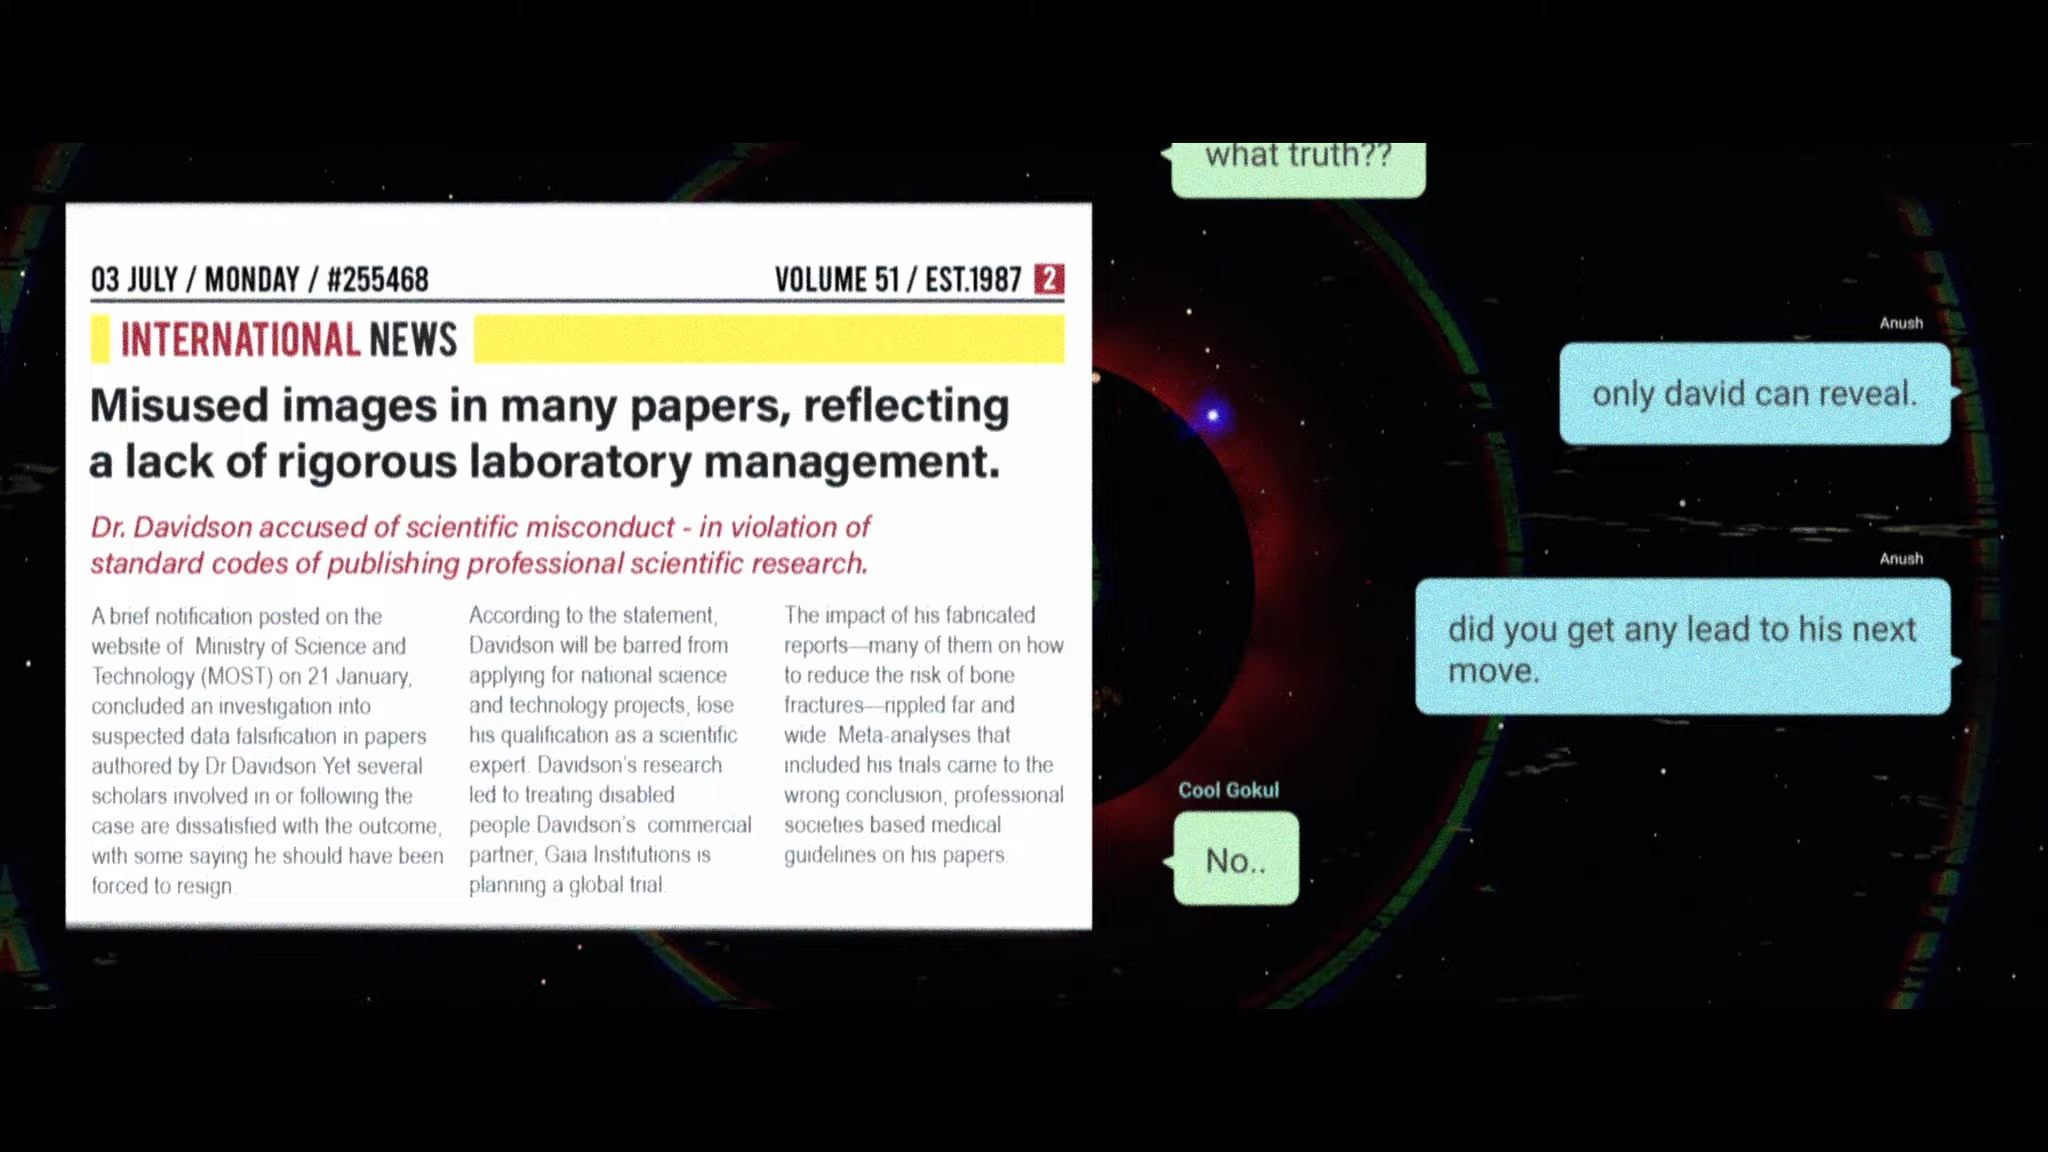 03 JULY / MONDAY / #255468
VOLUME 51 / EST.1987 2
INTERNATIONAL NEWS
Misused images in many papers, reflecting
a lack of rigorous laboratory management.
Dr. Davidson accused of scientific misconduct - in violation of
standard codes of publishing professional scientific research.
A brief notification posted on the
website of Ministry of Science and
Technology (MOST) on 21 January,
concluded an investigation into
suspected data falsification in papers
authored by Dr Davidson Yet several
scholars involved in or following the
case are dissatisfied with the outcome,
with some saying he should have been
forced to resign
According to the statement,
Davidson will be barred from
applying for national science
and technology projects, lose
his qualification as a scientific
expert. Davidson's research
led to treating disabled
people.Davidson's commercial
partner, Gaia Institutions is
planning a global trial.
The impact of his fabricated
reports—many of them on how
to reduce the risk of bone
fractures—rippled far and
wide. Meta-analyses that
included his trials came to the
wrong conclusion, professional
societies based medical
guidelines on his papers.
what truth??
Anush
only david can reveal.
Anush
did you get any lead to his next
move.
Cool Gokul
No..